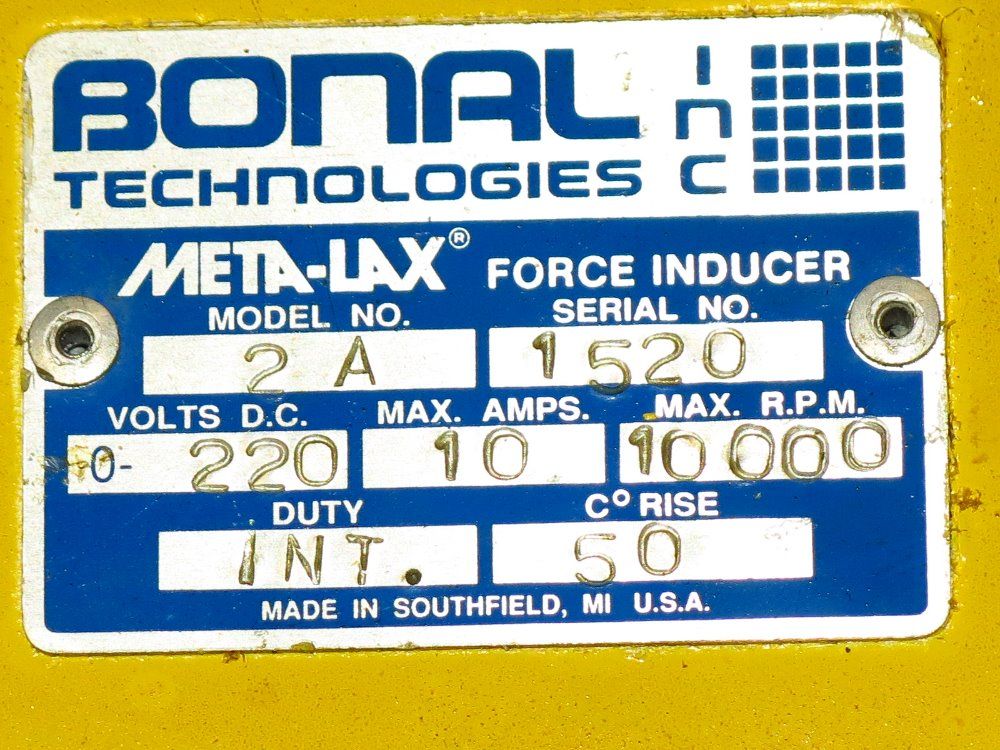 BONAL Inc
TECHNOLOGIES
META-LAX® FORCE INDUCER
MODEL NO. SERIAL NO.
2 A 1520
VOLTS D.C. MAX. AMPS. MAX. R.P.M.
0- 220 10 10000
DUTY C° RISE
INT. 50
MADE IN SOUTHFIELD, MI U.S.A.